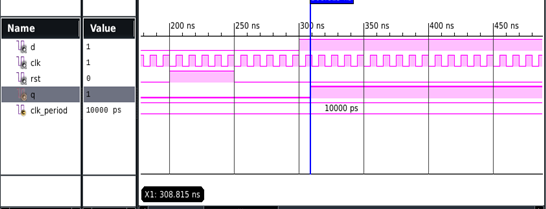 Name Value 200 ns 250 ns 300 ns 350 ns 400 ns 450 ns
d 1
clk 1
rst 0
q 1
clk_period 10000 ps 10000 ps
X1: 308.815 ns